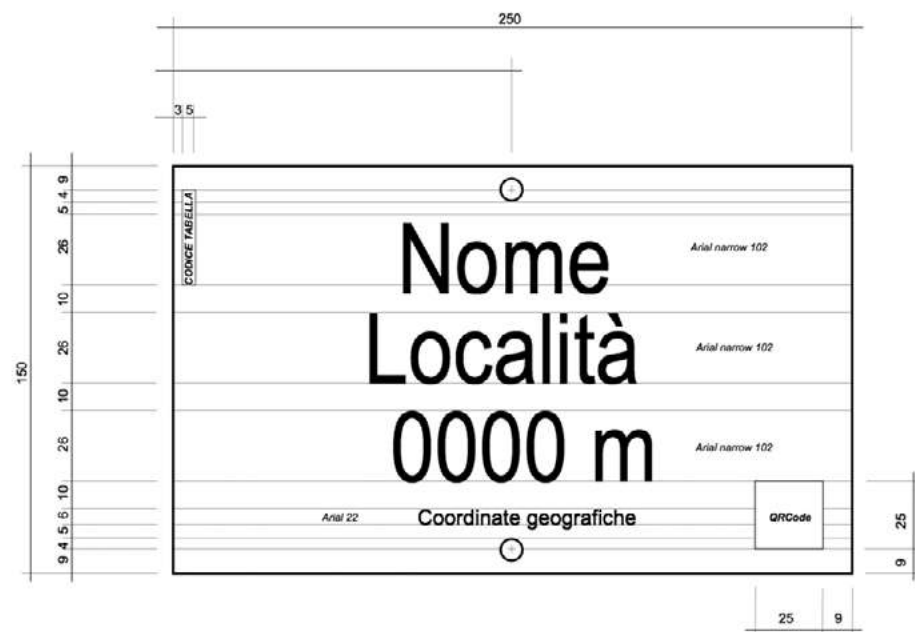 250
3 5
9
4
5
26
10
26
10
26
10
6
5
4
9
150
CODICE TABELLA
Nome
Arial narrow 102
Località
Arial narrow 102
0000 m
Arial narrow 102
Arial 22
Coordinate geografiche
QRCode
25
9
25 9